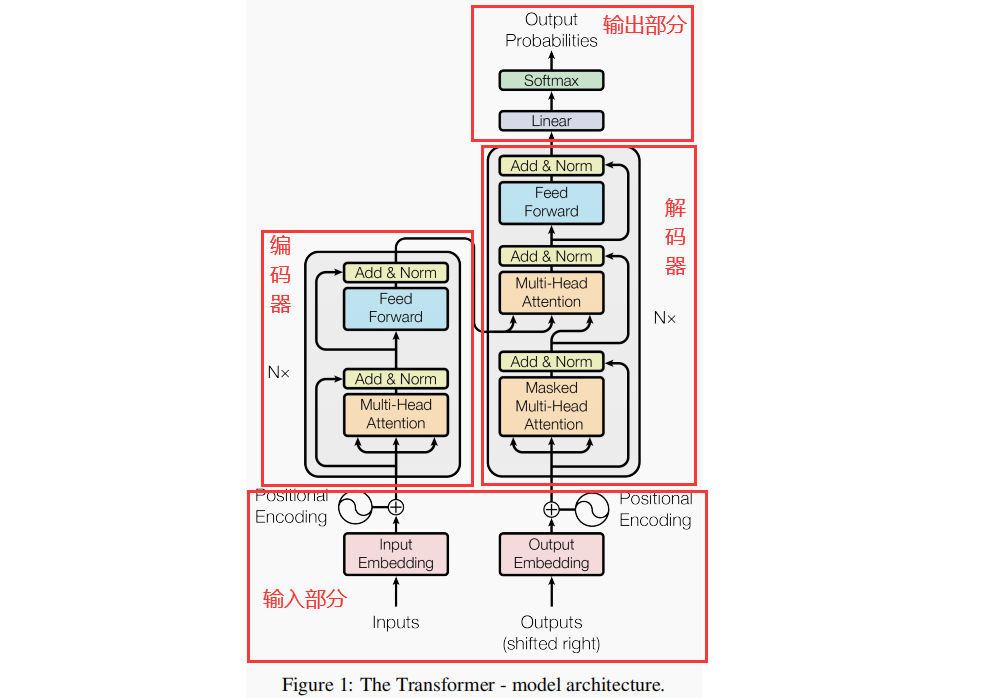 Output
Probabilities
输出部分
Softmax
Linear
Add & Norm
Feed
Forward
解
码
器
Add & Norm
Multi-Head
Attention
N×
Add & Norm
Masked
Multi-Head
Attention
编
码
器
Add & Norm
Feed
Forward
N×
Add & Norm
Multi-Head
Attention
Positional
Encoding
Positional
Encoding
Input
Embedding
Output
Embedding
输入部分
Inputs
Outputs
(shifted right)
Figure 1: The Transformer - model architecture.